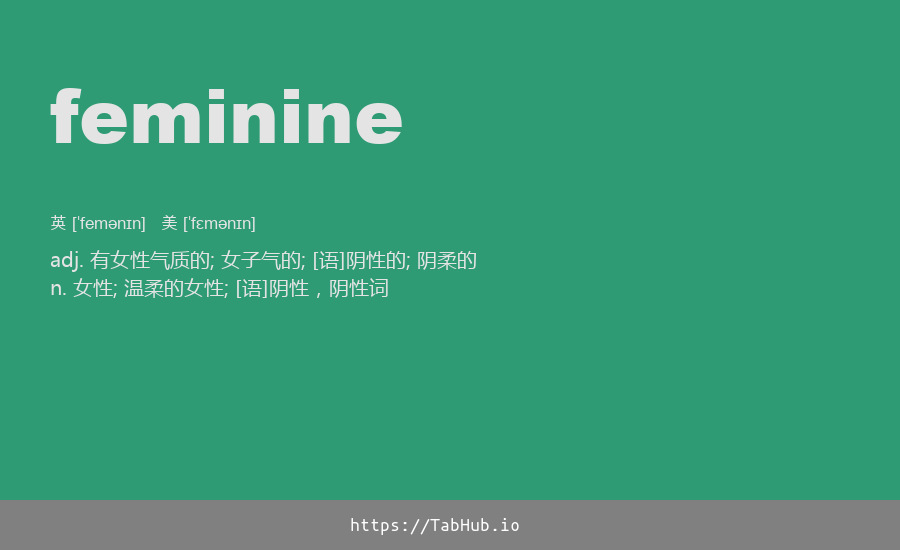 feminine
英 [ˈfemənɪn] 美 [ˈfɛmənɪn]
adj. 有女性气质的; 女子气的; [语]阴性的; 阴柔的
n. 女性; 温柔的女性; [语]阴性，阴性词
https://TabHub.io